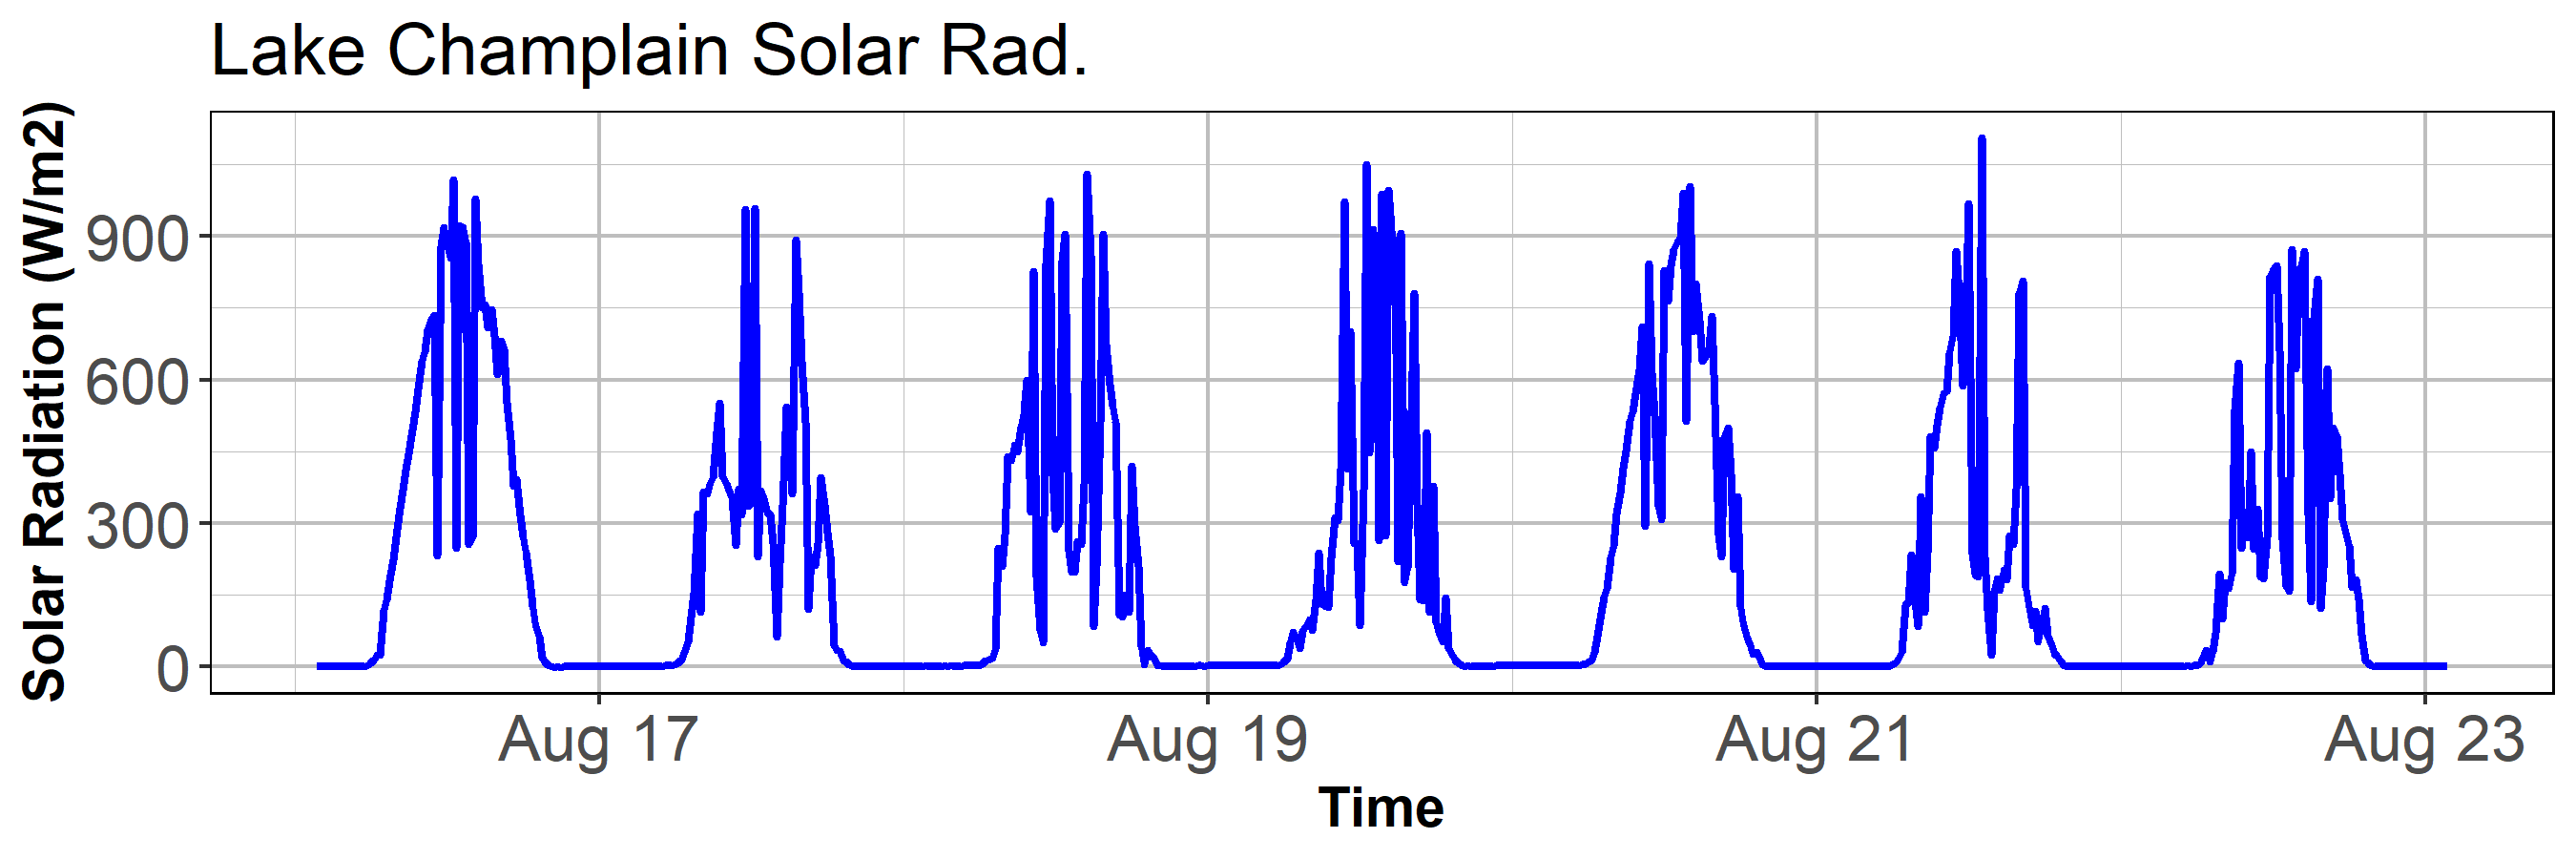 Lake Champlain Solar Rad.
Solar Radiation (W/m2)
900
600
300
0
Aug 17 Aug 19 Aug 21 Aug 23
Time